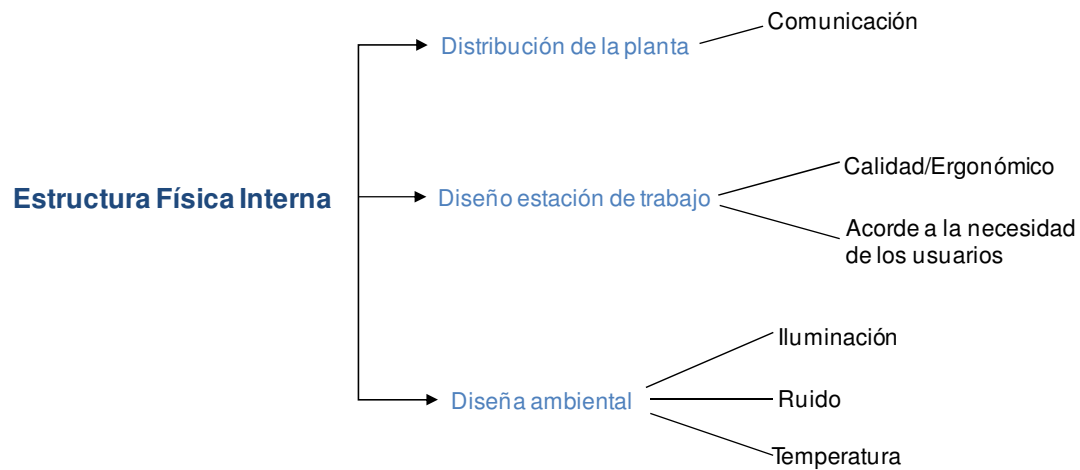 Estructura Física Interna
Distribución de la planta
Comunicación
Diseño estación de trabajo
Calidad/Ergonómico
Acorde a la necesidad
de los usuarios
Diseña ambiental
Iluminación
Ruido
Temperatura